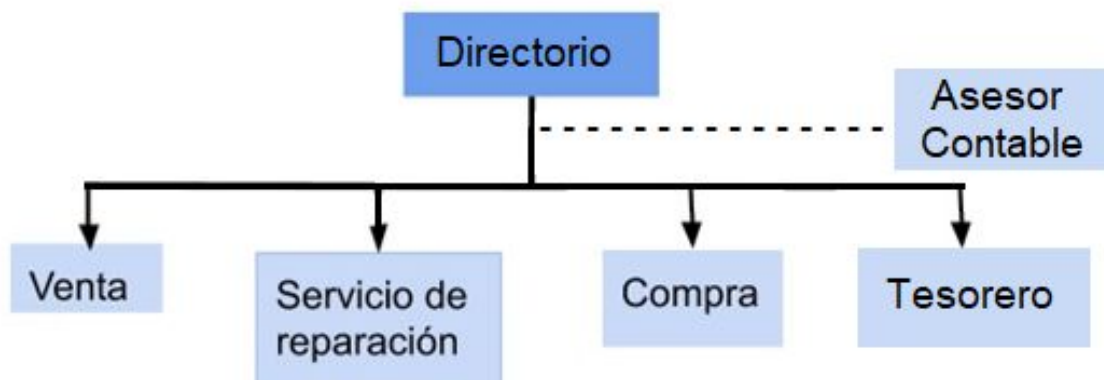 Directorio
Asesor
Contable
Venta
Servicio de
reparación
Compra
Tesorero